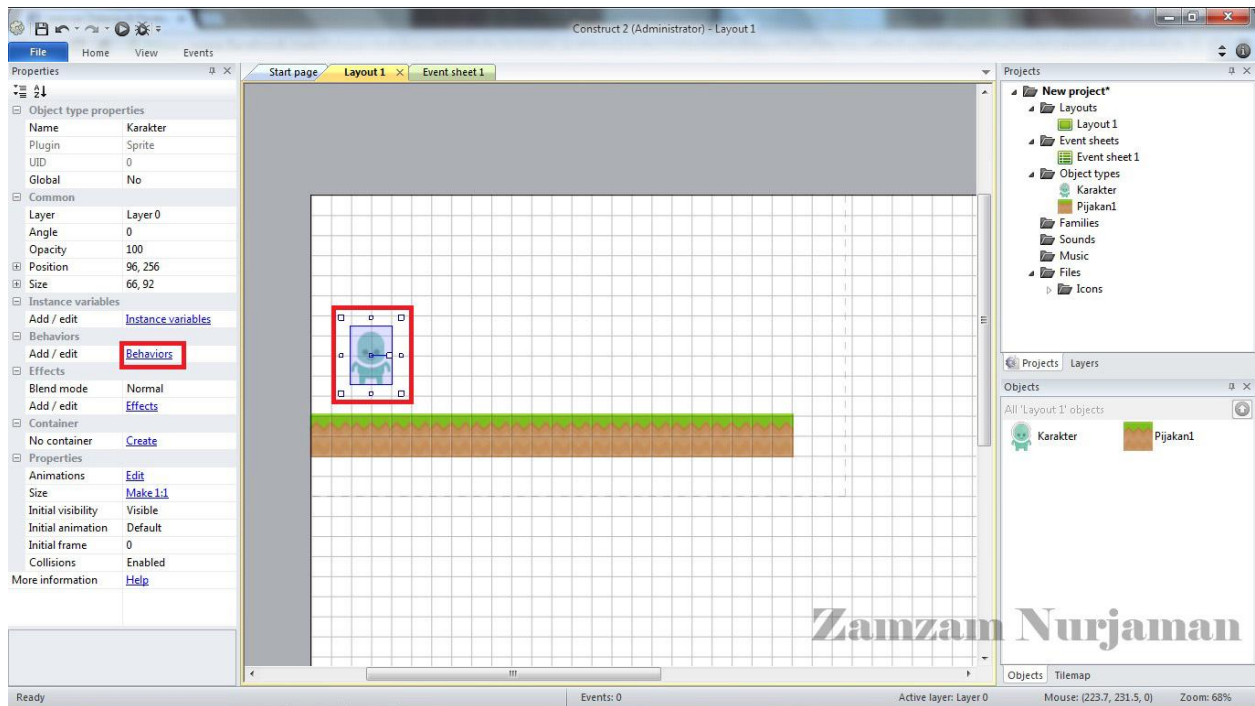 Construct 2 (Administrator) - Layout 1
File Home View Events
Properties
Object type properties
Name Karakter
Plugin Sprite
UID 0
Global No
Common
Layer Layer 0
Angle 0
Opacity 100
Position 96, 256
Size 66, 92
Instance variables
Add / edit Instance variables
Behaviors
Add / edit Behaviors
Effects
Blend mode Normal
Add / edit Effects
Container
No container Create
Properties
Animations Edit
Size Make 1:1
Initial visibility Visible
Initial animation Default
Initial frame 0
Collisions Enabled
More information Help
Start page Layout 1 Event sheet 1
Projects
New project*
Layouts
Layout 1
Event sheets
Event sheet 1
Object types
Karakter
Pijakan1
Families
Sounds
Music
Files
Icons
Projects Layers
Objects
All 'Layout 1' objects
Karakter Pijakan1
Zamzam Nurjaman
Objects Tilemap
Ready Events: 0 Active layer: Layer 0 Mouse: (223.7, 231.5, 0) Zoom: 68%